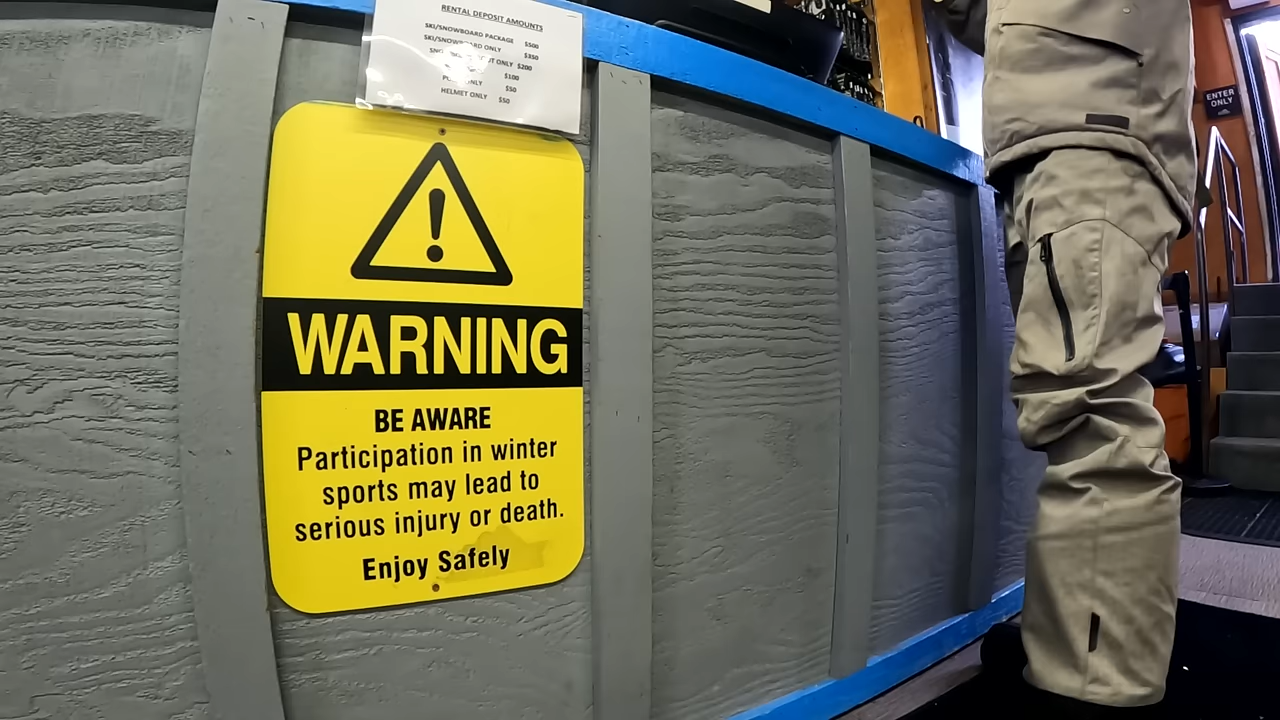 RENTAL DEPOSIT AMOUNTS
SKI/SNOWBOARD PACKAGE $500
SKI/SNOWBOARD ONLY $350
ONLY $200
ONLY $100
HELMET ONLY $50
$50
WARNING
BE AWARE
Participation in winter
sports may lead to
serious injury or death.
Enjoy Safely
ENTER
ONLY